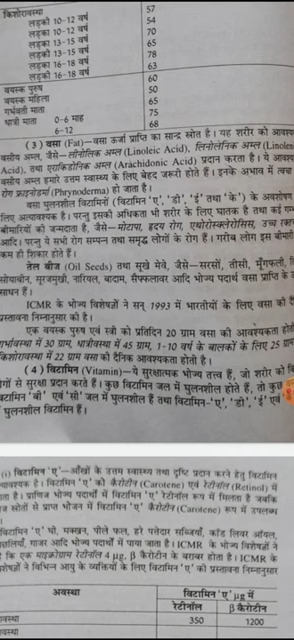 किशोरावस्था 57
लड़की 10-12 वर्ष 54
लड़का 10-12 वर्ष 70
लड़की 13-15 वर्ष 65
लड़का 13-15 वर्ष 78
लड़की 16-18 वर्ष 63
लड़का 16-18 वर्ष
वयस्क पुरुष 60
वयस्क महिला 50
गर्भवती माता 65
धात्री माता 0-6 माह 75
6-12 68
(3) वसा (Fat)—वसा ऊर्जा प्राप्ति का सान्द्र स्रोत है। यह शरीर को
वसीय अम्ल, जैसे—लीनोलिक अम्ल (Linoleic Acid), लिनोलेनिक अम्ल (Linolenic
Acid), तथा एराकिडोनिक अम्ल (Arachidonic Acid) प्रदान करता है। ये
वसीय अम्ल हमारे उत्तम स्वास्थ्य के लिए बेहद जरूरी होते हैं। इनके अभाव में त्वचा
रोग फ्राइनोडर्मा (Phrynoderma) हो जाता है।
वसा घुलनशील विटामिनों (विटामिन 'ए', 'डी', 'ई' तथा 'के') के अवशोषण
लिए अत्यावश्यक है। परन्तु इसकी अधिकता भी शरीर के लिए घातक है तथा कई
बीमारियों को जन्मदाता है, जैसे—मोटापा, हृदय रोग, एथोरोस्क्लेरोसिस, उच्च
आदि। परन्तु ये सभी रोग सम्पन्न तथा समृद्ध लोगों के रोग हैं। गरीब लोग इस बीमारी
कम ही शिकार होते हैं।
तेल बीज (Oil Seeds) तथा सूखे मेवे, जैसे—सरसों, तीसी, मूँगफली,
सोयाबीन, सूरजमुखी, नारियल, बादाम, सैफ्फलावर आदि भोज्य पदार्थ वसा प्राप्ति के
साधन हैं।
ICMR के भोज्य विशेषज्ञों ने सन् 1993 में भारतीयों के लिए वसा की
प्रस्तावना निम्नानुसार की है।
एक वयस्क पुरुष एवं स्त्री को प्रतिदिन 20 ग्राम वसा की आवश्यकता होती
गर्भावस्था में 30 ग्राम, धात्रीवस्था में 45 ग्राम, 1-10 वर्ष के बालकों के लिए 25 ग्राम
किशोरावस्था में 22 ग्राम वसा की दैनिक आवश्यकता होती है।
(4) विटामिन (Vitamin)—ये सुरक्षात्मक भोज्य तत्त्व हैं, जो शरीर को
गों से सुरक्षा प्रदान करते हैं। कुछ विटामिन जल में घुलनशील होते हैं, तो कुछ
विटामिन 'बी' एवं 'सी' जल में घुलनशील हैं तथा विटामिन-'ए', 'डी', 'ई' एवं
घुलनशील विटामिन हैं।
(i) विटामिन 'ए'—आँखों के उत्तम स्वास्थ्य तथा दृष्टि प्रदान करने हेतु विटामिन
आवश्यक है। विटामिन 'ए' को कैरोटीन (Carotene) एवं रेटीनॉल (Retinol) में
ता है। प्राणिज भोज्य पदार्थों में विटामिन 'ए' रेटीनॉल रूप में मिलता है जबकि
ज स्रोतों से प्राप्त भोजन में विटामिन 'ए' कैरोटीन (Carotene) रूप में उपलब्ध
विटामिन 'ए' घी, मक्खन, पीले फल, हरे पत्तेदार सब्जियाँ, कॉड लिवर ऑयल,
छलियाँ, गाजर आदि भोज्य पदार्थों में पाया जाता है। ICMR के भोज्य विशेषज्ञों ने
है कि एक माइक्रोग्राम रेटीनॉल 4 µg, β कैरोटीन के बराबर होता है। ICMR के
शेषज्ञों ने विभिन्न आयु के व्यक्तियों के लिए विटामिन 'ए' को प्रस्तावना निम्नानुसार
अवस्था विटामिन 'ए' µg में
रेटीनॉल β कैरोटीन
वस्था 350 1200
वस्था